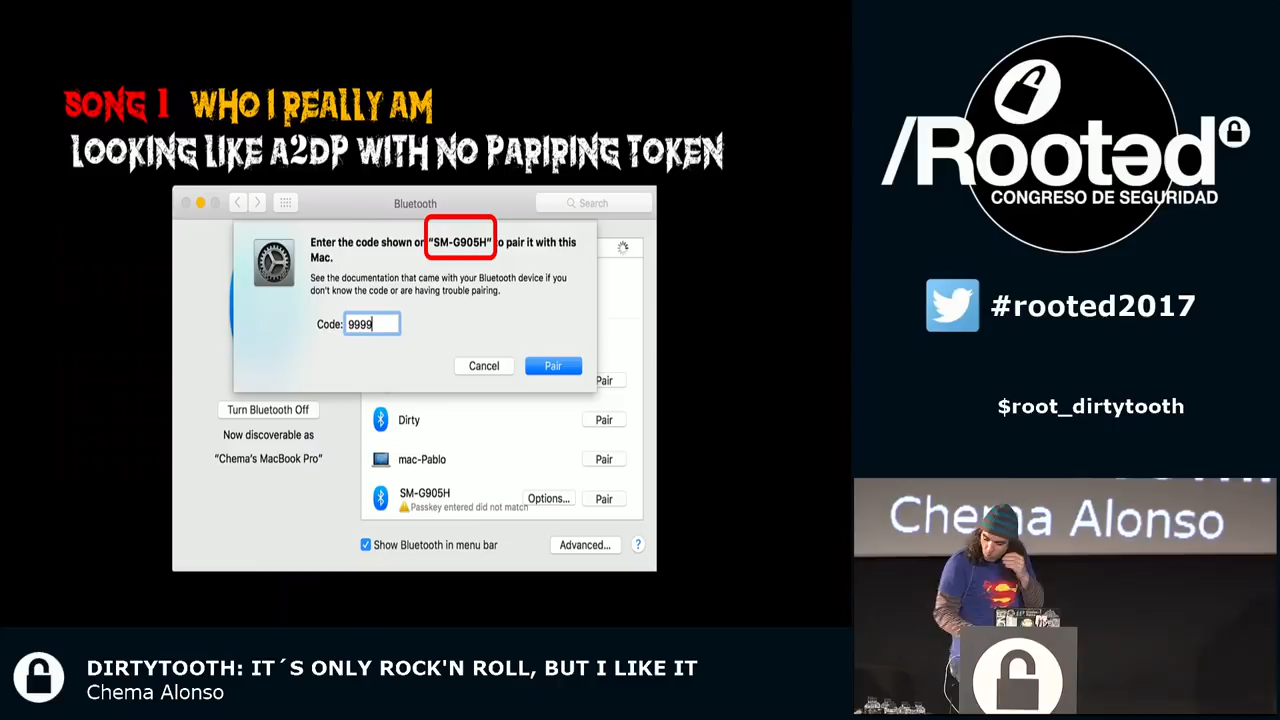 SONG 1 WHO I REALLY AM
LOOKING LIKE A2DP WITH NO PARIPING TOKEN
Bluetooth
Search
Enter the code shown on "SM-G905H" to pair it with this
Mac.
See the documentation that came with your Bluetooth device if you
don't know the code or are having trouble pairing.
Code: 9999
Cancel
Pair
Pair
Turn Bluetooth Off
Now discoverable as
"Chema's MacBook Pro"
Dirty
Pair
mac-Pablo
Pair
SM-G905H
Passkey entered did not match
Options...
Pair
Show Bluetooth in menu bar
Advanced...
?
/Rooted
CONGRESO DE SEGURIDAD
#rooted2017
$root_dirtytooth
Chema Alonso
DIRTYTOOTH: IT´S ONLY ROCK'N ROLL, BUT I LIKE IT
Chema Alonso